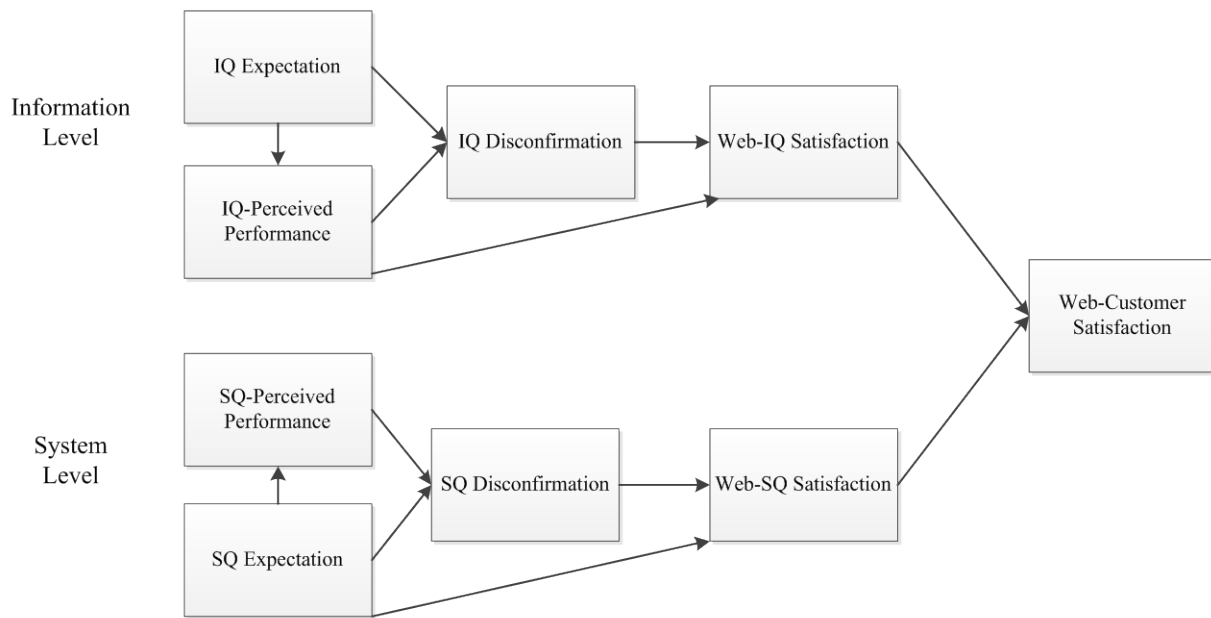 Information
Level
IQ Expectation
IQ-Perceived
Performance
IQ Disconfirmation
Web-IQ Satisfaction
Web-Customer
Satisfaction
System
Level
SQ-Perceived
Performance
SQ Expectation
SQ Disconfirmation
Web-SQ Satisfaction